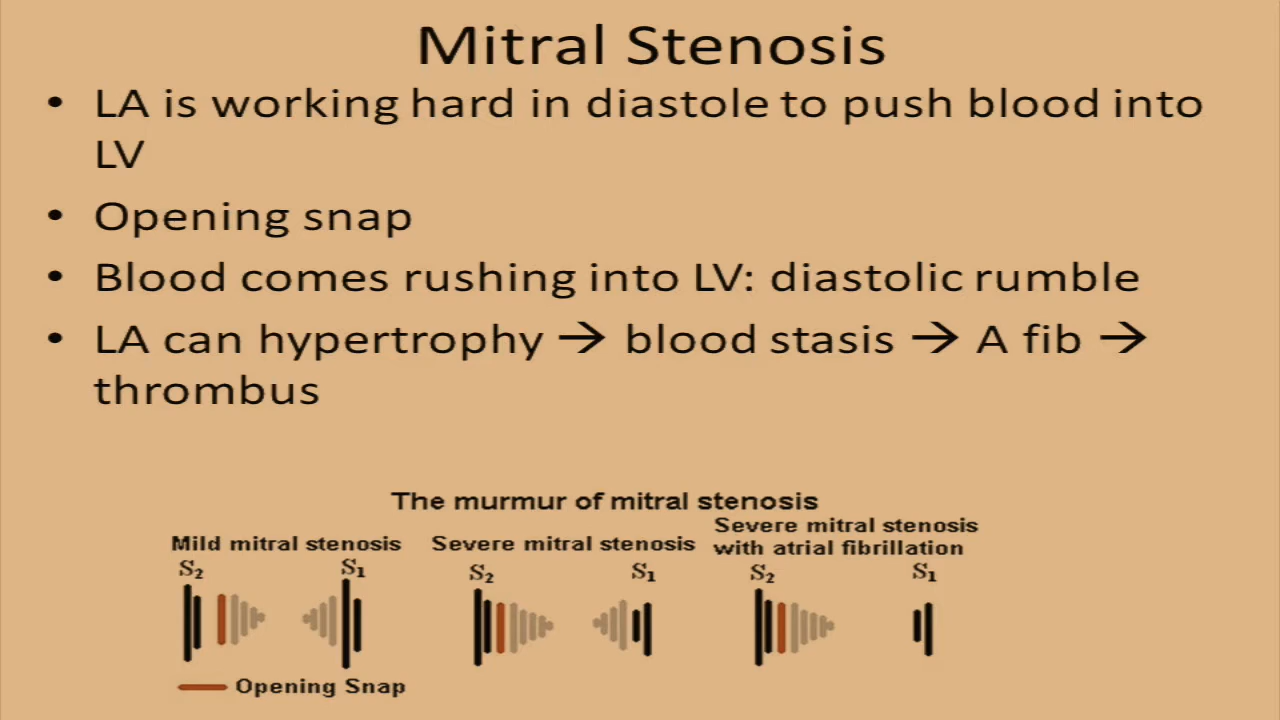 Mitral Stenosis
• LA is working hard in diastole to push blood into
LV
• Opening snap
• Blood comes rushing into LV: diastolic rumble
• LA can hypertrophy → blood stasis → A fib →
thrombus
The murmur of mitral stenosis
Mild mitral stenosis
S₂ S₁
Severe mitral stenosis
S₂ S₁
Severe mitral stenosis
with atrial fibrillation
S₂ S₁
Opening Snap